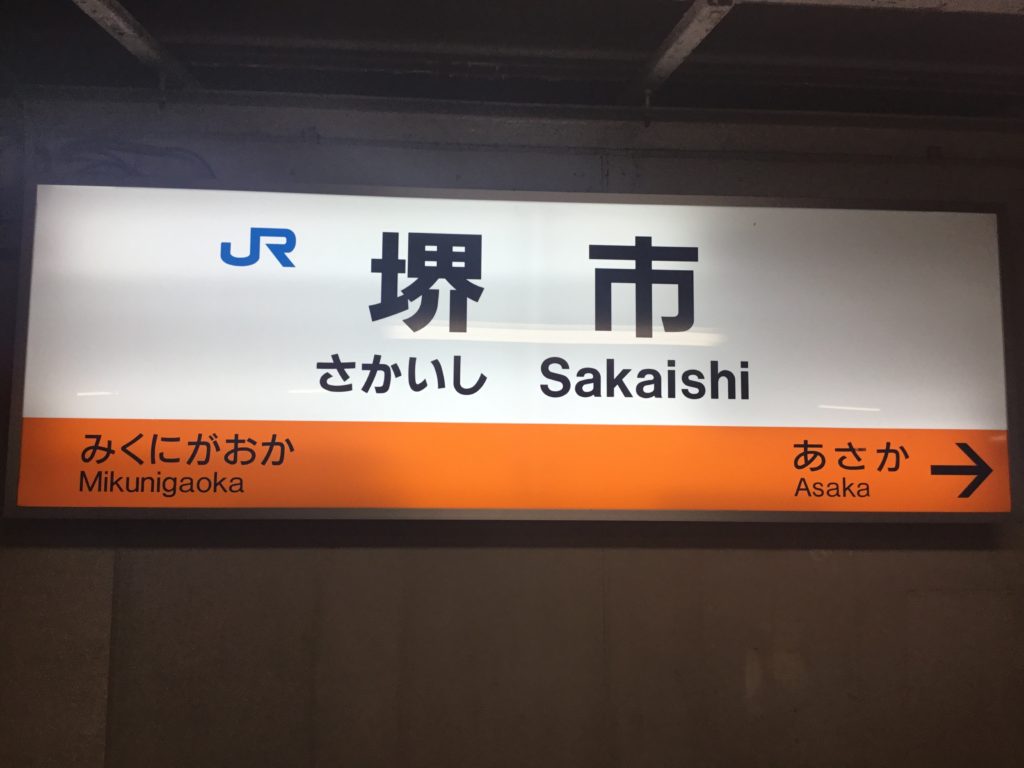 JR 堺市
さかいし Sakaishi
みくにがおか
Mikunigaoka
あさか →
Asaka